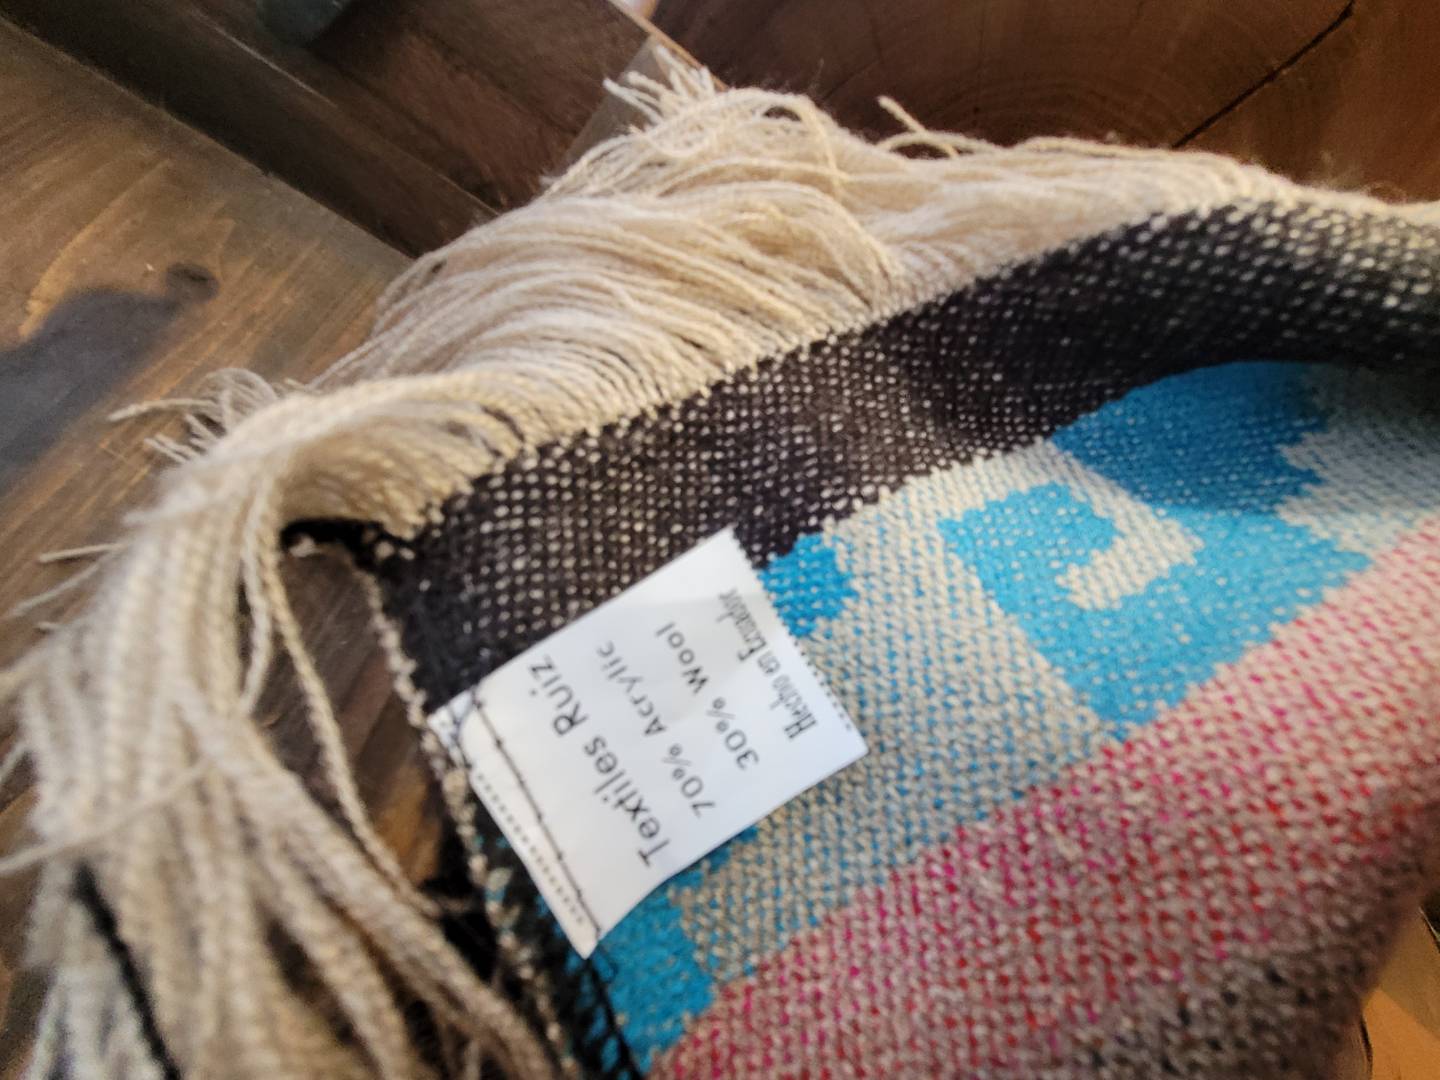 Textiles Ruiz
70% Acrylic
30% Wool
Hecho en Ecuador